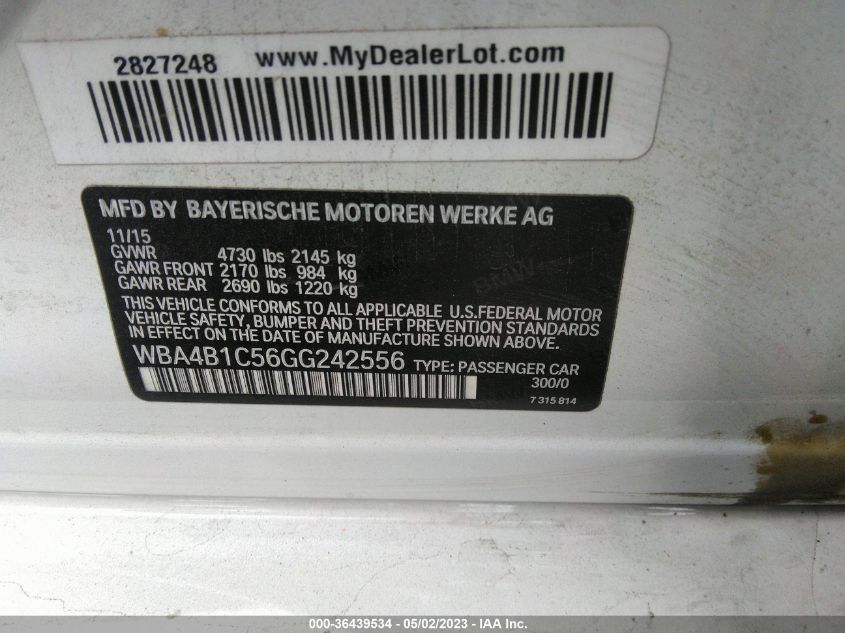 2827248 www.MyDealerLot.com
MFD BY BAYERISCHE MOTOREN WERKE AG
11/15
GVWR 4730 lbs 2145 kg
GAWR FRONT 2170 lbs 984 kg
GAWR REAR 2690 lbs 1220 kg
THIS VEHICLE CONFORMS TO ALL APPLICABLE U.S.FEDERAL MOTOR
VEHICLE SAFETY, BUMPER AND THEFT PREVENTION STANDARDS
IN EFFECT ON THE DATE OF MANUFACTURE SHOWN ABOVE.
WBA4B1C56GG242556 TYPE: PASSENGER CAR
300/0
7 315 814
000-36439534 - 05/02/2023 - IAA Inc.